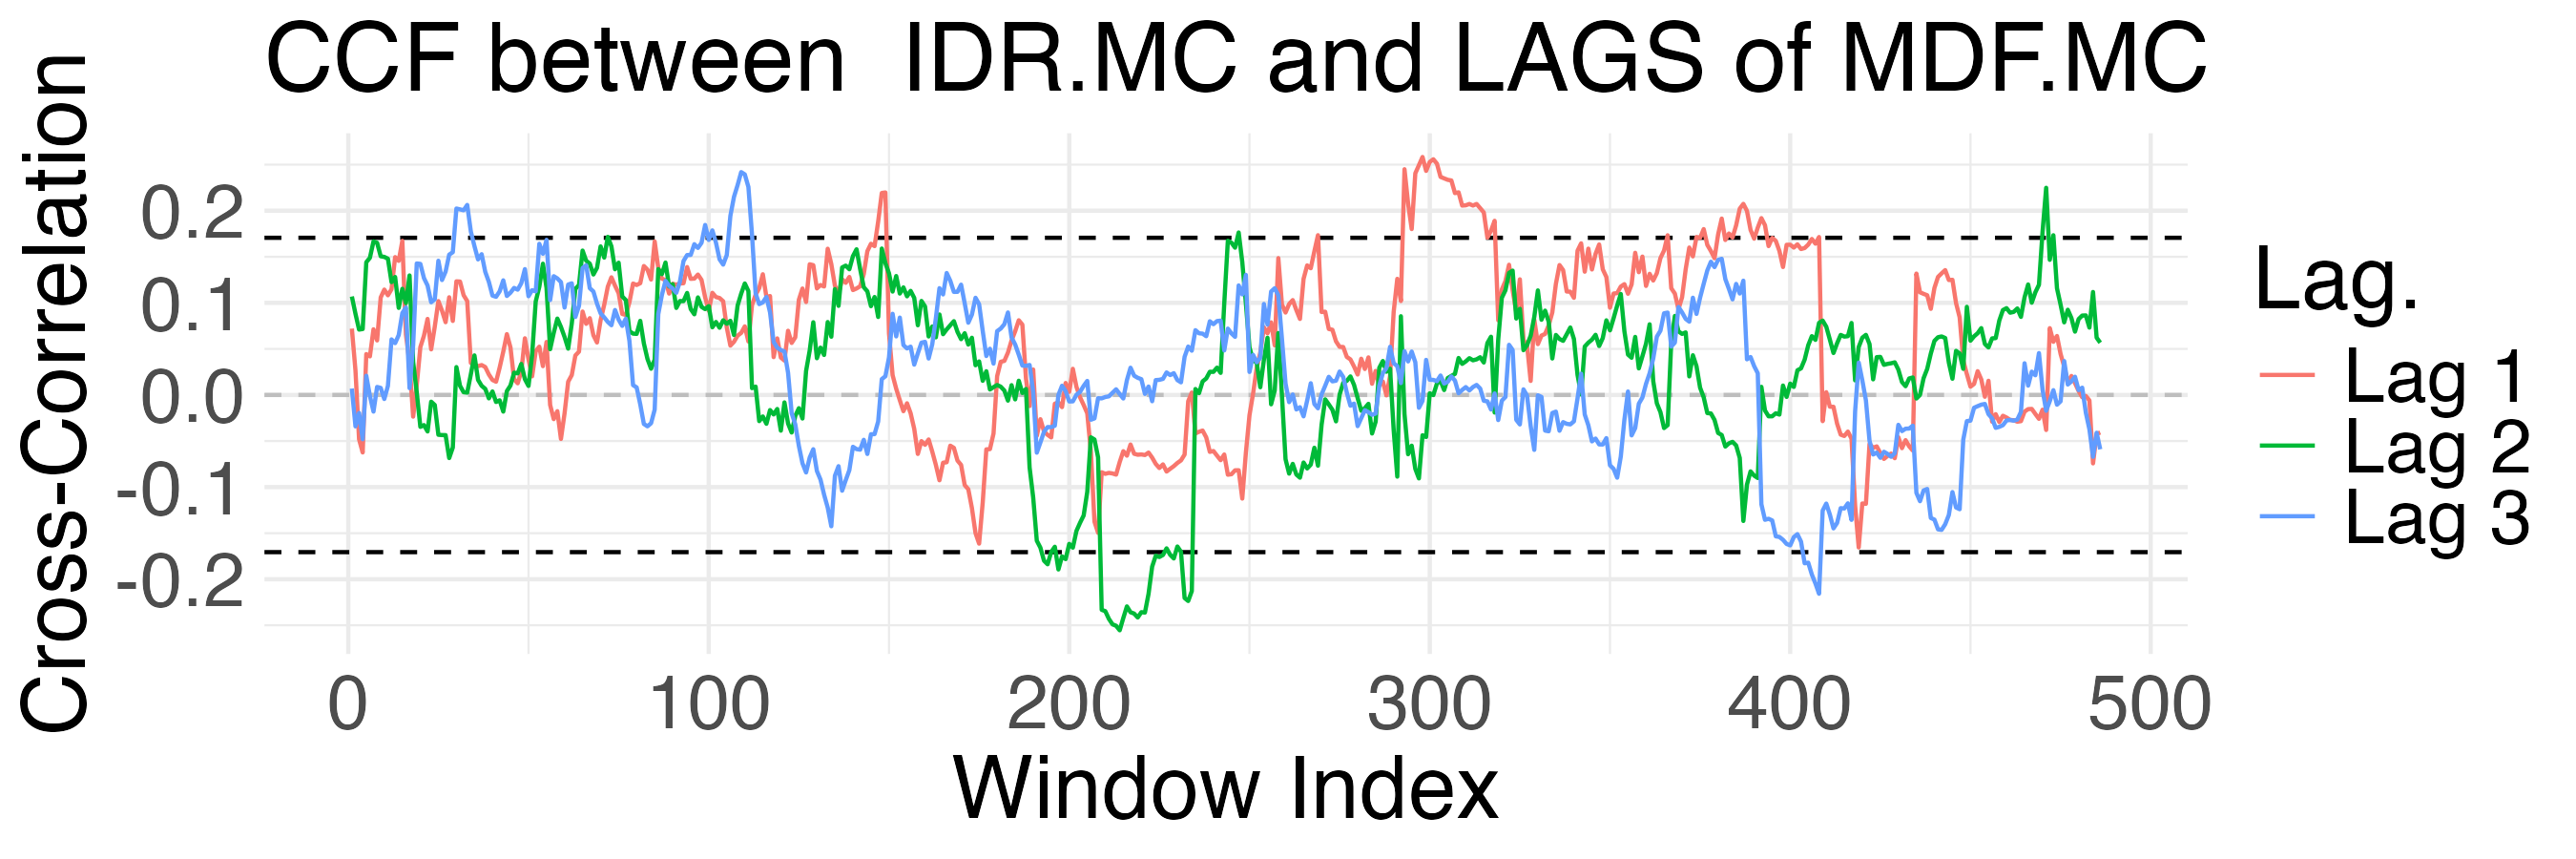 CCF between  IDR.MC and LAGS of MDF.MC
Cross-Correlation
0.2
0.1
0.0
-0.1
-0.2
0 100 200 300 400 500
Window Index
Lag.
Lag 1
Lag 2
Lag 3